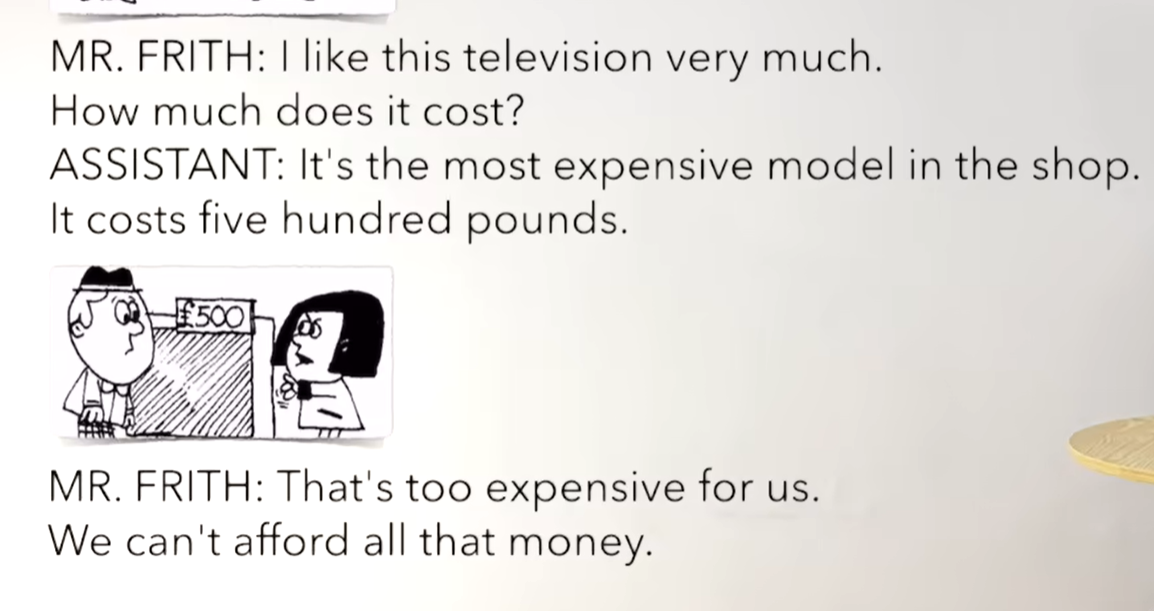 MR. FRITH: I like this television very much.
How much does it cost?
ASSISTANT: It's the most expensive model in the shop.
It costs five hundred pounds.
£500
MR. FRITH: That's too expensive for us.
We can't afford all that money.